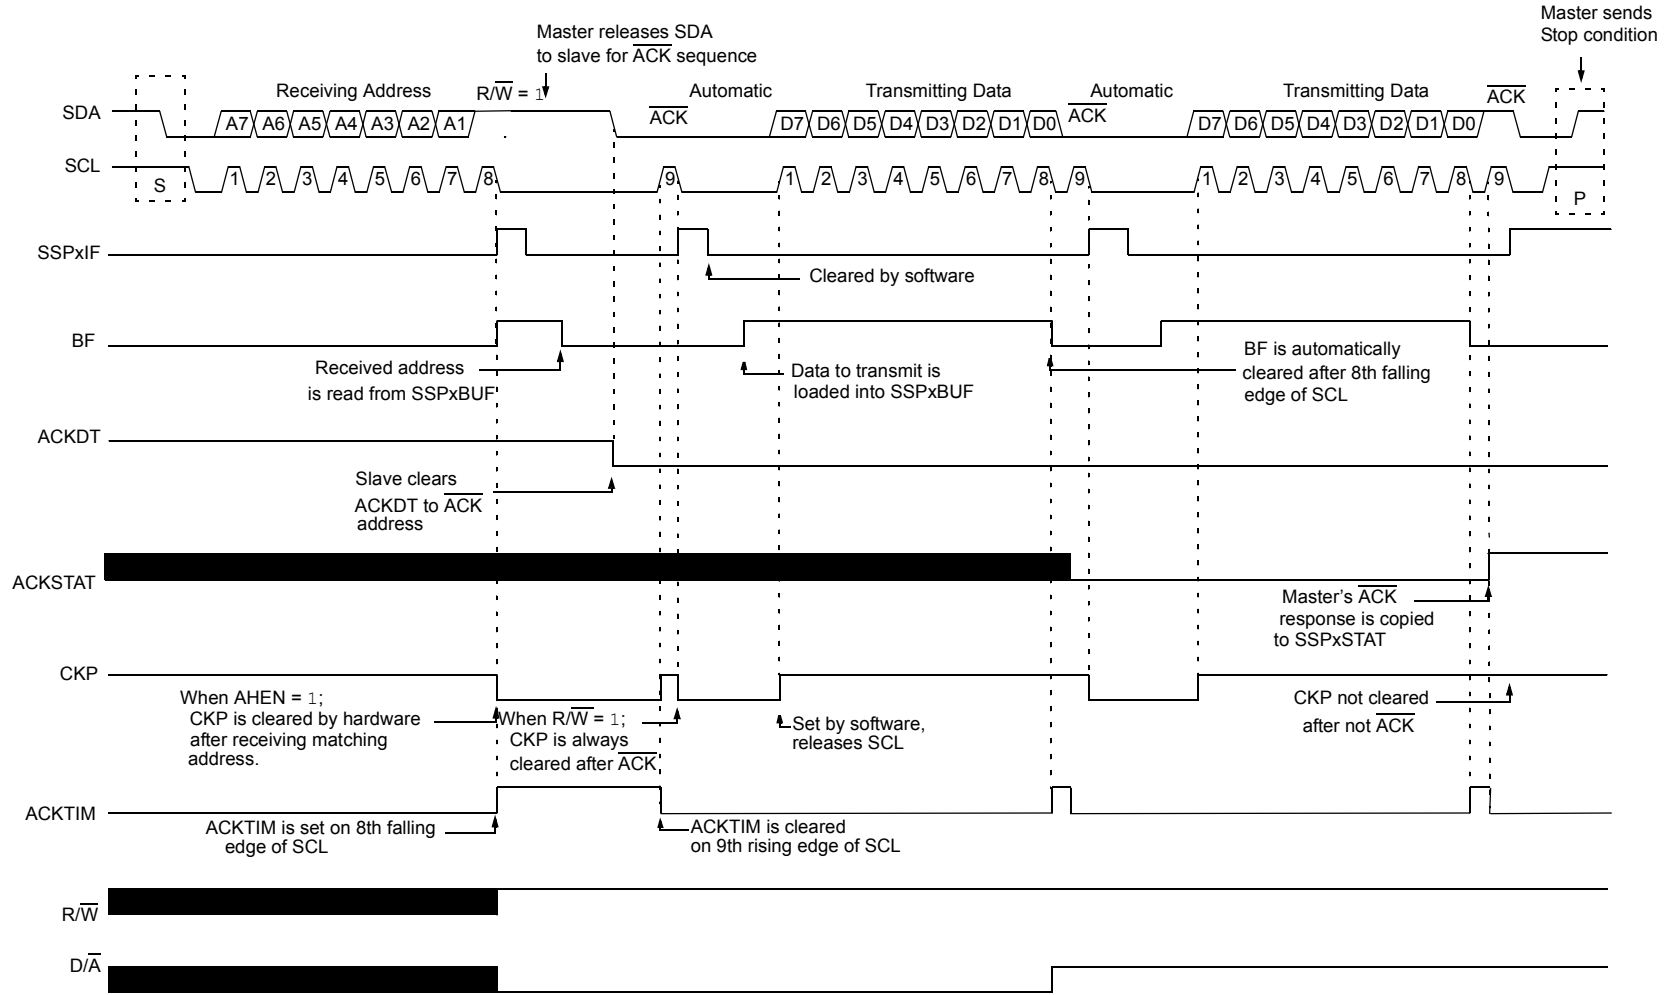 Master sends
Stop condition
Master releases SDA
to slave for ACK sequence
Receiving Address
R/W = 1
Automatic
Transmitting Data
Automatic
Transmitting Data
ACK
SDA
A7 A6 A5 A4 A3 A2 A1
ACK
D7 D6 D5 D4 D3 D2 D1 D0
ACK
D7 D6 D5 D4 D3 D2 D1 D0
SCL
S
1 2 3 4 5 6 7 8 9 1 2 3 4 5 6 7 8 9 1 2 3 4 5 6 7 8 9
P
SSPxIF
Cleared by software
BF
Received address
is read from SSPxBUF
Data to transmit is
loaded into SSPxBUF
BF is automatically
cleared after 8th falling
edge of SCL
ACKDT
Slave clears
ACKDT to ACK
address
ACKSTAT
Master's ACK
response is copied
to SSPxSTAT
CKP
When AHEN = 1;
CKP is cleared by hardware
after receiving matching
address.
When R/W = 1;
CKP is always
cleared after ACK
Set by software,
releases SCL
CKP not cleared
after not ACK
ACKTIM
ACKTIM is set on 8th falling
edge of SCL
ACKTIM is cleared
on 9th rising edge of SCL
R/W
D/A